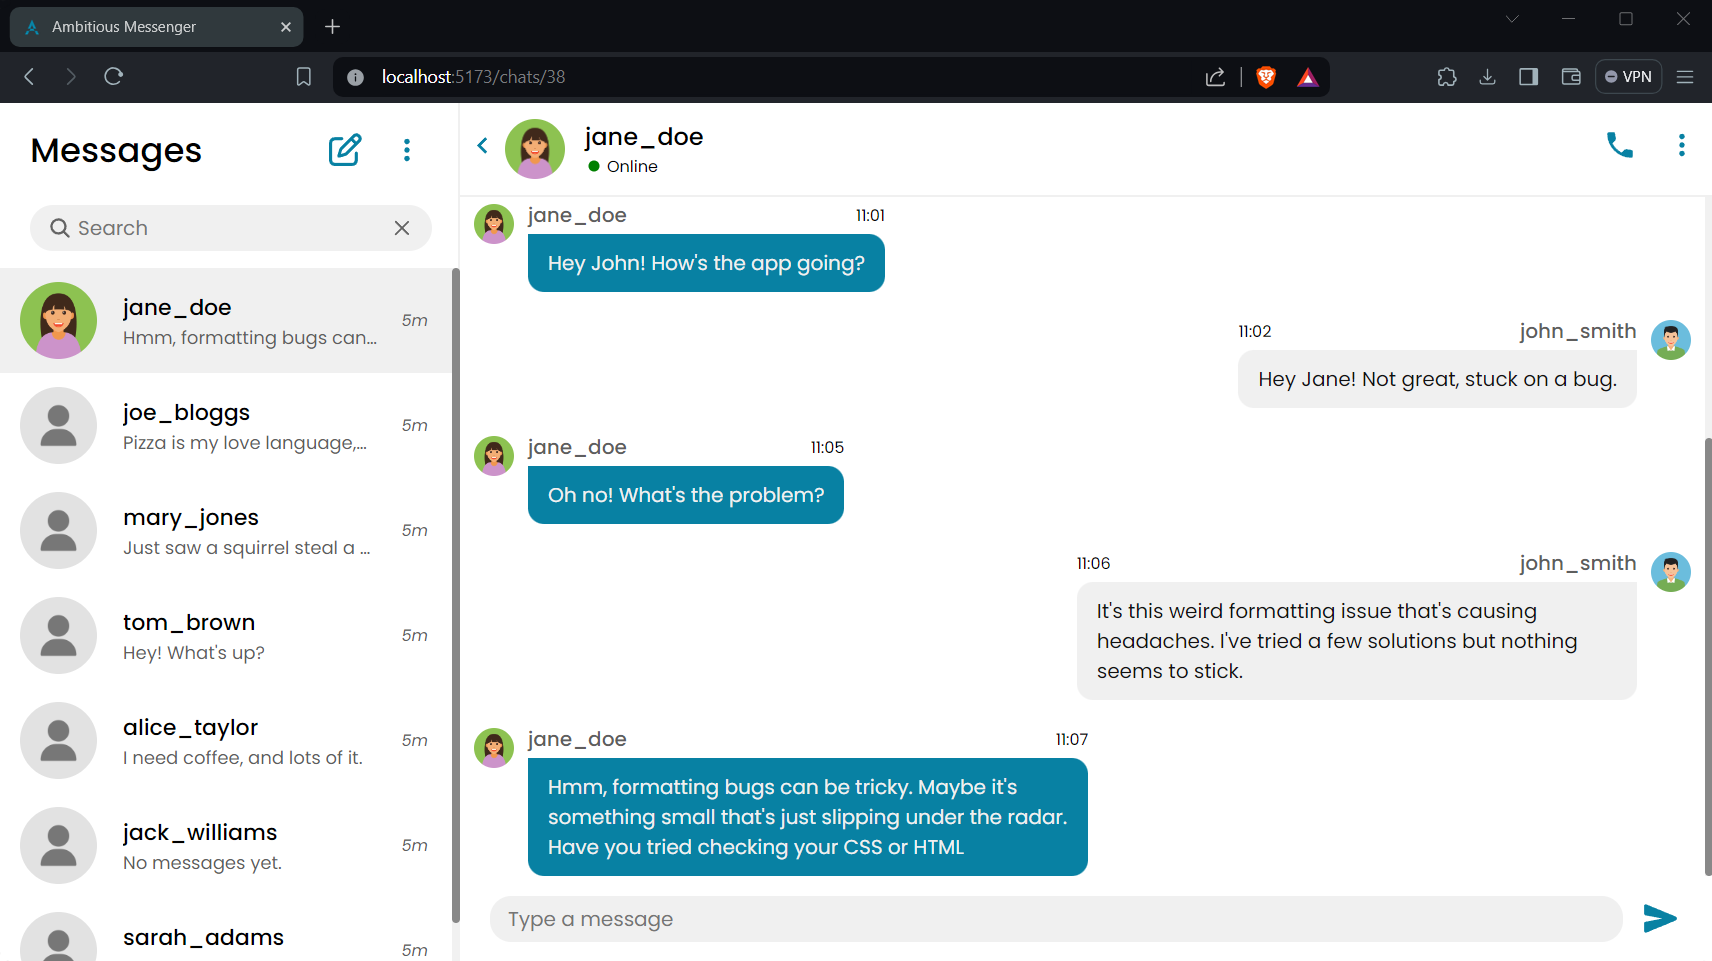 Ambitious Messenger
localhost:5173/chats/38
VPN
Messages
Search
jane_doe
Hmm, formatting bugs can...
5m
joe_bloggs
Pizza is my love language,...
5m
mary_jones
Just saw a squirrel steal a ...
5m
tom_brown
Hey! What's up?
5m
alice_taylor
I need coffee, and lots of it.
5m
jack_williams
No messages yet.
5m
sarah_adams
5m
jane_doe
Online
jane_doe 11:01
Hey John! How's the app going?
11:02 john_smith
Hey Jane! Not great, stuck on a bug.
jane_doe 11:05
Oh no! What's the problem?
11:06 john_smith
It's this weird formatting issue that's causing
headaches. I've tried a few solutions but nothing
seems to stick.
jane_doe 11:07
Hmm, formatting bugs can be tricky. Maybe it's
something small that's just slipping under the radar.
Have you tried checking your CSS or HTML
Type a message